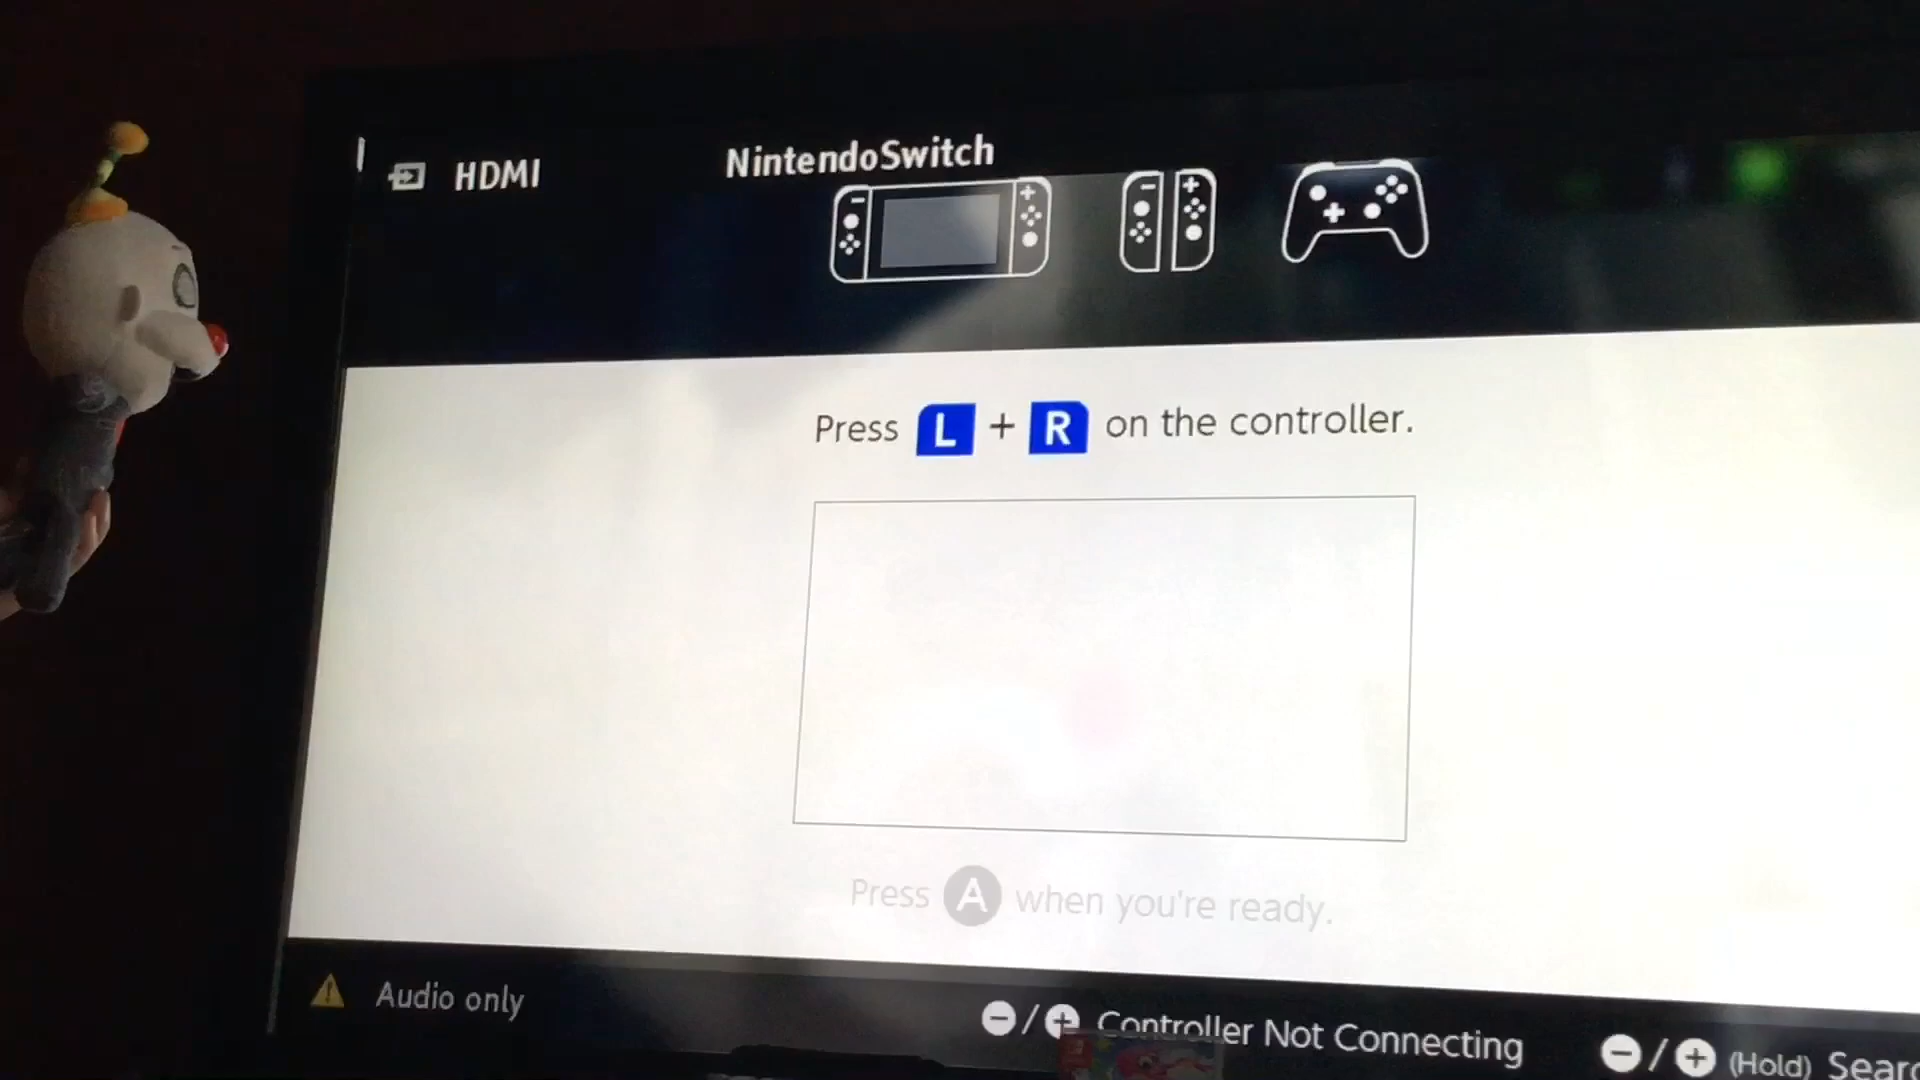 HDMI
NintendoSwitch
Press L + R on the controller.
Press A when you're ready.
Audio only
/ Controller Not Connecting
/ (Hold)